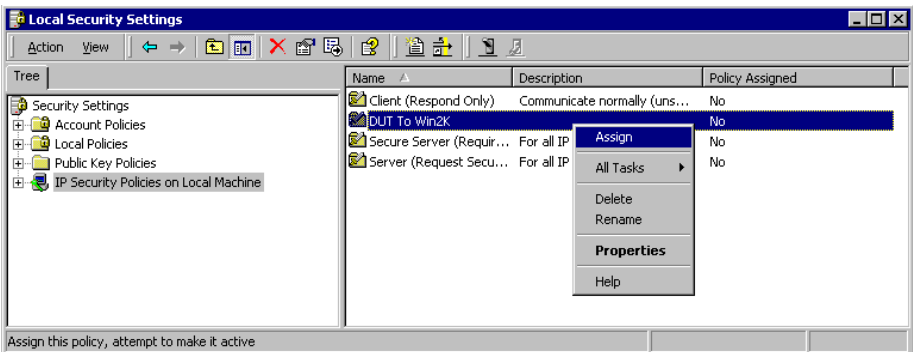 Local Security Settings
Action View
Tree
Name Description Policy Assigned
Security Settings
Account Policies
Local Policies
Public Key Policies
IP Security Policies on Local Machine
Client (Respond Only) Communicate normally (uns... No
DUT To Win2K No
Secure Server (Requir... For all IP No
Server (Request Secu... For all IP No
Assign
All Tasks
Delete
Rename
Properties
Help
Assign this policy, attempt to make it active